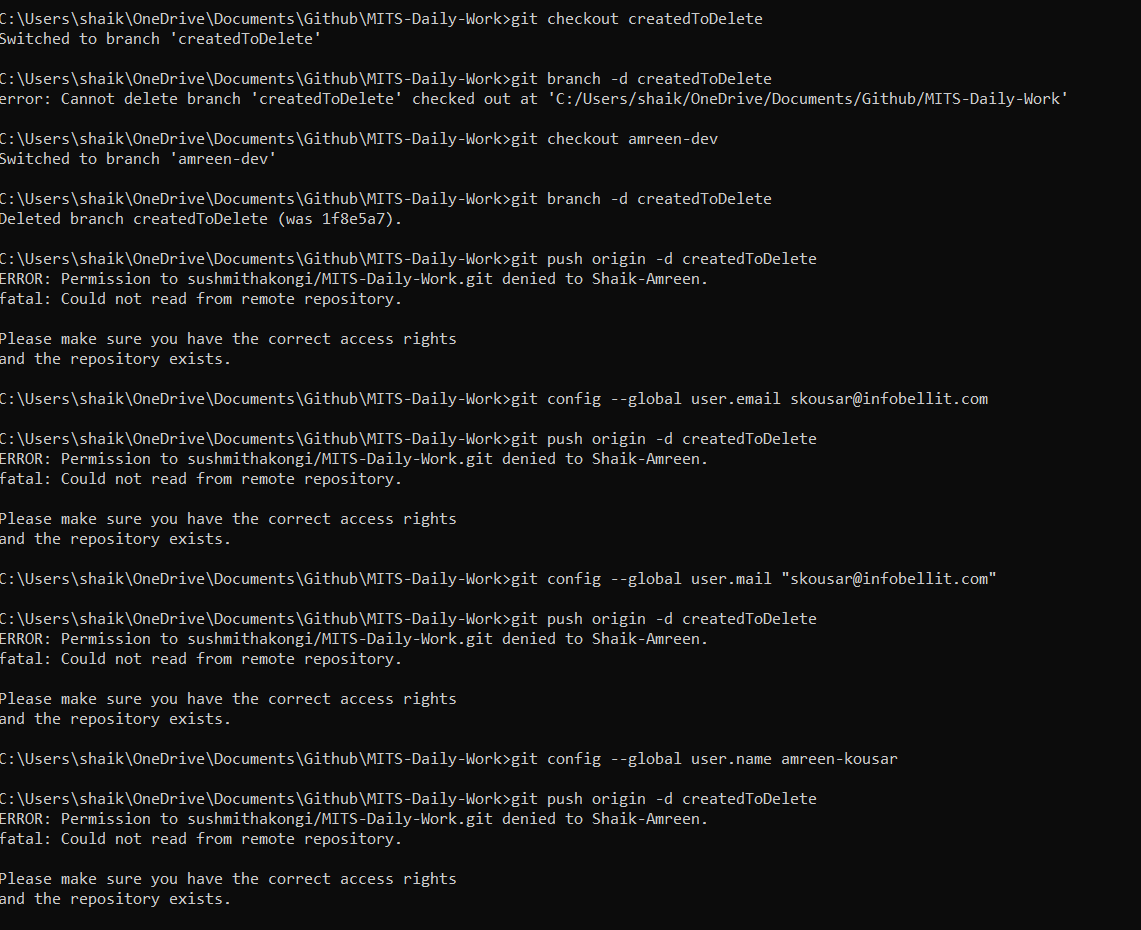 C:\Users\shaik\OneDrive\Documents\Github\MITS-Daily-Work>git checkout createdToDelete
Switched to branch 'createdToDelete'
C:\Users\shaik\OneDrive\Documents\Github\MITS-Daily-Work>git branch -d createdToDelete
error: Cannot delete branch 'createdToDelete' checked out at 'C:/Users/shaik/OneDrive/Documents/Github/MITS-Daily-Work'
C:\Users\shaik\OneDrive\Documents\Github\MITS-Daily-Work>git checkout amreen-dev
Switched to branch 'amreen-dev'
C:\Users\shaik\OneDrive\Documents\Github\MITS-Daily-Work>git branch -d createdToDelete
Deleted branch createdToDelete (was 1f8e5a7).
C:\Users\shaik\OneDrive\Documents\Github\MITS-Daily-Work>git push origin -d createdToDelete
ERROR: Permission to sushmithakongi/MITS-Daily-Work.git denied to Shaik-Amreen.
fatal: Could not read from remote repository.
Please make sure you have the correct access rights
and the repository exists.
C:\Users\shaik\OneDrive\Documents\Github\MITS-Daily-Work>git config --global user.email skousar@infobellit.com
C:\Users\shaik\OneDrive\Documents\Github\MITS-Daily-Work>git push origin -d createdToDelete
ERROR: Permission to sushmithakongi/MITS-Daily-Work.git denied to Shaik-Amreen.
fatal: Could not read from remote repository.
Please make sure you have the correct access rights
and the repository exists.
C:\Users\shaik\OneDrive\Documents\Github\MITS-Daily-Work>git config --global user.mail "skousar@infobellit.com"
C:\Users\shaik\OneDrive\Documents\Github\MITS-Daily-Work>git push origin -d createdToDelete
ERROR: Permission to sushmithakongi/MITS-Daily-Work.git denied to Shaik-Amreen.
fatal: Could not read from remote repository.
Please make sure you have the correct access rights
and the repository exists.
C:\Users\shaik\OneDrive\Documents\Github\MITS-Daily-Work>git config --global user.name amreen-kousar
C:\Users\shaik\OneDrive\Documents\Github\MITS-Daily-Work>git push origin -d createdToDelete
ERROR: Permission to sushmithakongi/MITS-Daily-Work.git denied to Shaik-Amreen.
fatal: Could not read from remote repository.
Please make sure you have the correct access rights
and the repository exists.